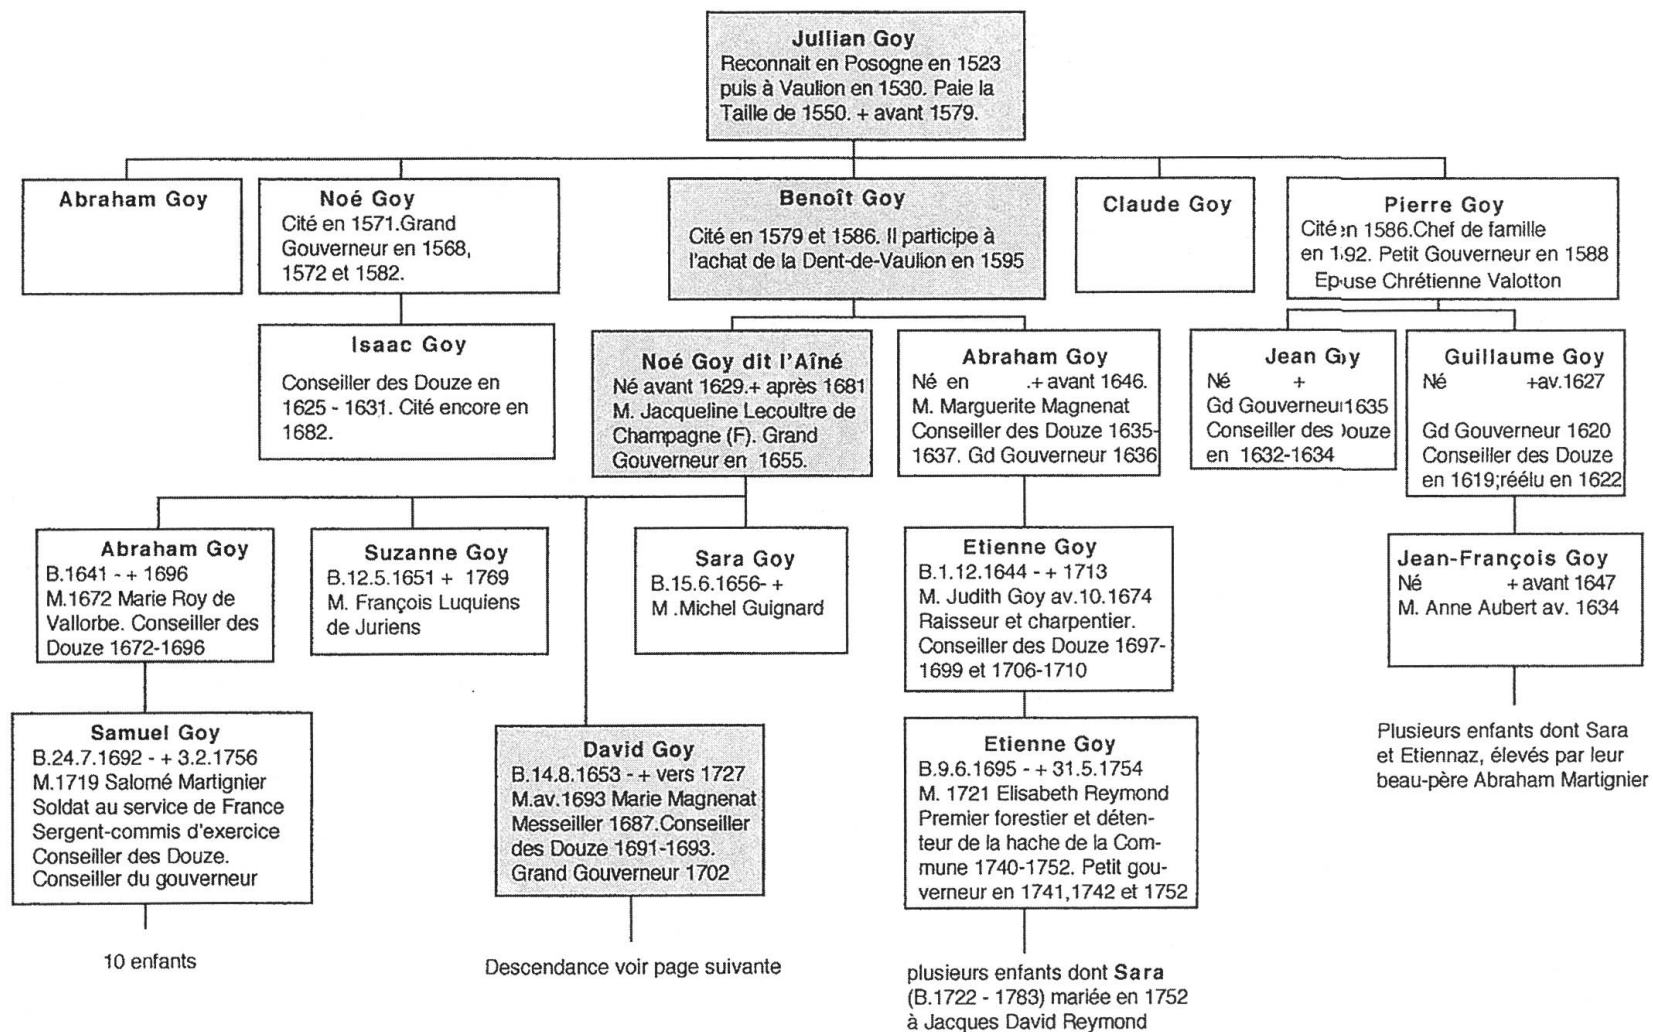 Jullian Goy
Reconnait en Posogne en 1523
puis à Vaulion en 1530. Paie la
Taille de 1550. + avant 1579.
Abraham Goy
Noé Goy
Cité en 1571.Grand
Gouverneur en 1568,
1572 et 1582.
Benoît Goy
Cité en 1579 et 1586. Il participe à
l'achat de la Dent-de-Vaulion en 1595
Claude Goy
Pierre Goy
Cité en 1586.Chef de famille
en 1592. Petit Gouverneur en 1588
Epouse Chrétienne Valotton
Isaac Goy
Conseiller des Douze en
1625 - 1631. Cité encore en
1682.
Noé Goy dit l'Aîné
Né avant 1629.+ après 1681
M. Jacqueline Lecoultre de
Champagne (F). Grand
Gouverneur en 1655.
Abraham Goy
Né en .+ avant 1646.
M. Marguerite Magnenat
Conseiller des Douze 1635-
1637. Gd Gouverneur 1636
Jean Goy
Né +
Gd Gouverneur 1635
Conseiller des Douze
en 1632-1634
Guillaume Goy
Né +av.1627
Gd Gouverneur 1620
Conseiller des Douze
en 1619;réélu en 1622
Abraham Goy
B.1641 - + 1696
M.1672 Marie Roy de
Vallorbe. Conseiller des
Douze 1672-1696
Suzanne Goy
B.12.5.1651 + 1769
M. François Luquiens
de Juriens
Sara Goy
B.15.6.1656- +
M .Michel Guignard
Etienne Goy
B.1.12.1644 - + 1713
M. Judith Goy av.10.1674
Raisseur et charpentier.
Conseiller des Douze 1697-
1699 et 1706-1710
Jean-François Goy
Né + avant 1647
M. Anne Aubert av. 1634
Samuel Goy
B.24.7.1692 - + 3.2.1756
M.1719 Salomé Martignier
Soldat au service de France
Sergent-commis d'exercice
Conseiller des Douze.
Conseiller du gouverneur
David Goy
B.14.8.1653 - + vers 1727
M.av.1693 Marie Magnenat
Messeiller 1687.Conseiller
des Douze 1691-1693.
Grand Gouverneur 1702
Etienne Goy
B.9.6.1695 - + 31.5.1754
M. 1721 Elisabeth Reymond
Premier forestier et déten-
teur de la hache de la Com-
mune 1740-1752. Petit gou-
verneur en 1741,1742 et 1752
Plusieurs enfants dont Sara
et Etiennaz, élevés par leur
beau-père Abraham Martignier
10 enfants
Descendance voir page suivante
plusieurs enfants dont Sara
(B.1722 - 1783) mariée en 1752
à Jacques David Reymond